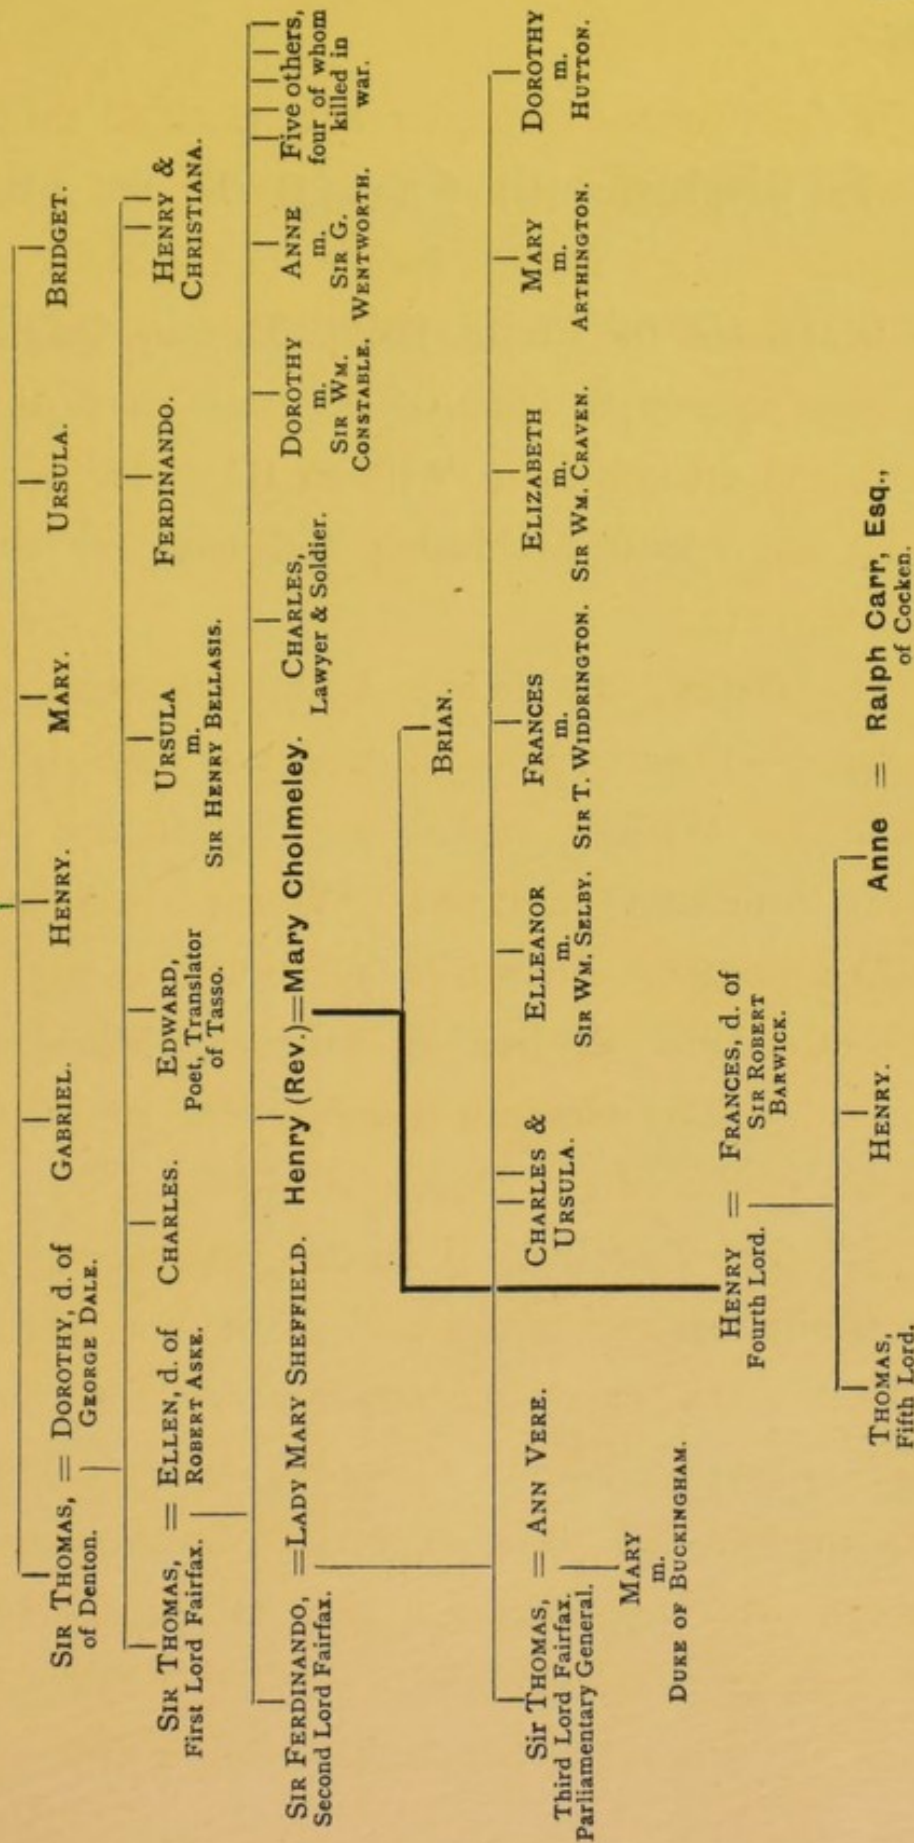 SIR THOMAS, = DOROTHY, d. of GABRIEL. HENRY. MARY. URSULA. BRIDGET.
of Denton. GEORGE DALE.
SIR THOMAS, = ELLEN, d. of CHARLES. EDWARD, URSULA FERDINANDO. HENRY &
First Lord Fairfax. ROBERT ASKE. Poet, Translator m. CHRISTIANA.
of Tasso. SIR HENRY BELLASIS.
SIR FERDINANDO, =LADY MARY SHEFFIELD. Henry (Rev.)=Mary Cholmeley. CHARLES, DOROTHY ANNE Five others,
Second Lord Fairfax. Lawyer & Soldier. m. m. four of whom
SIR WM. SIR G. killed in
CONSTABLE. WENTWORTH. war.
BRIAN.
Sir THOMAS, = ANN VERE. CHARLES & ELLEANOR FRANCES ELIZABETH MARY DOROTHY
Third Lord Fairfax. URSULA. m. m. m. m. m.
Parliamentary General. SIR WM. SELBY. SIR T. WIDDRINGTON. SIR WM. CRAVEN. ARTHINGTON. HUTTON.
MARY
m.
DUKE OF BUCKINGHAM.
HENRY = FRANCES, d. of
Fourth Lord. SIR ROBERT
BARWICK.
THOMAS, HENRY. Anne = Ralph Carr, Esq.,
Fifth Lord. of Cocken.